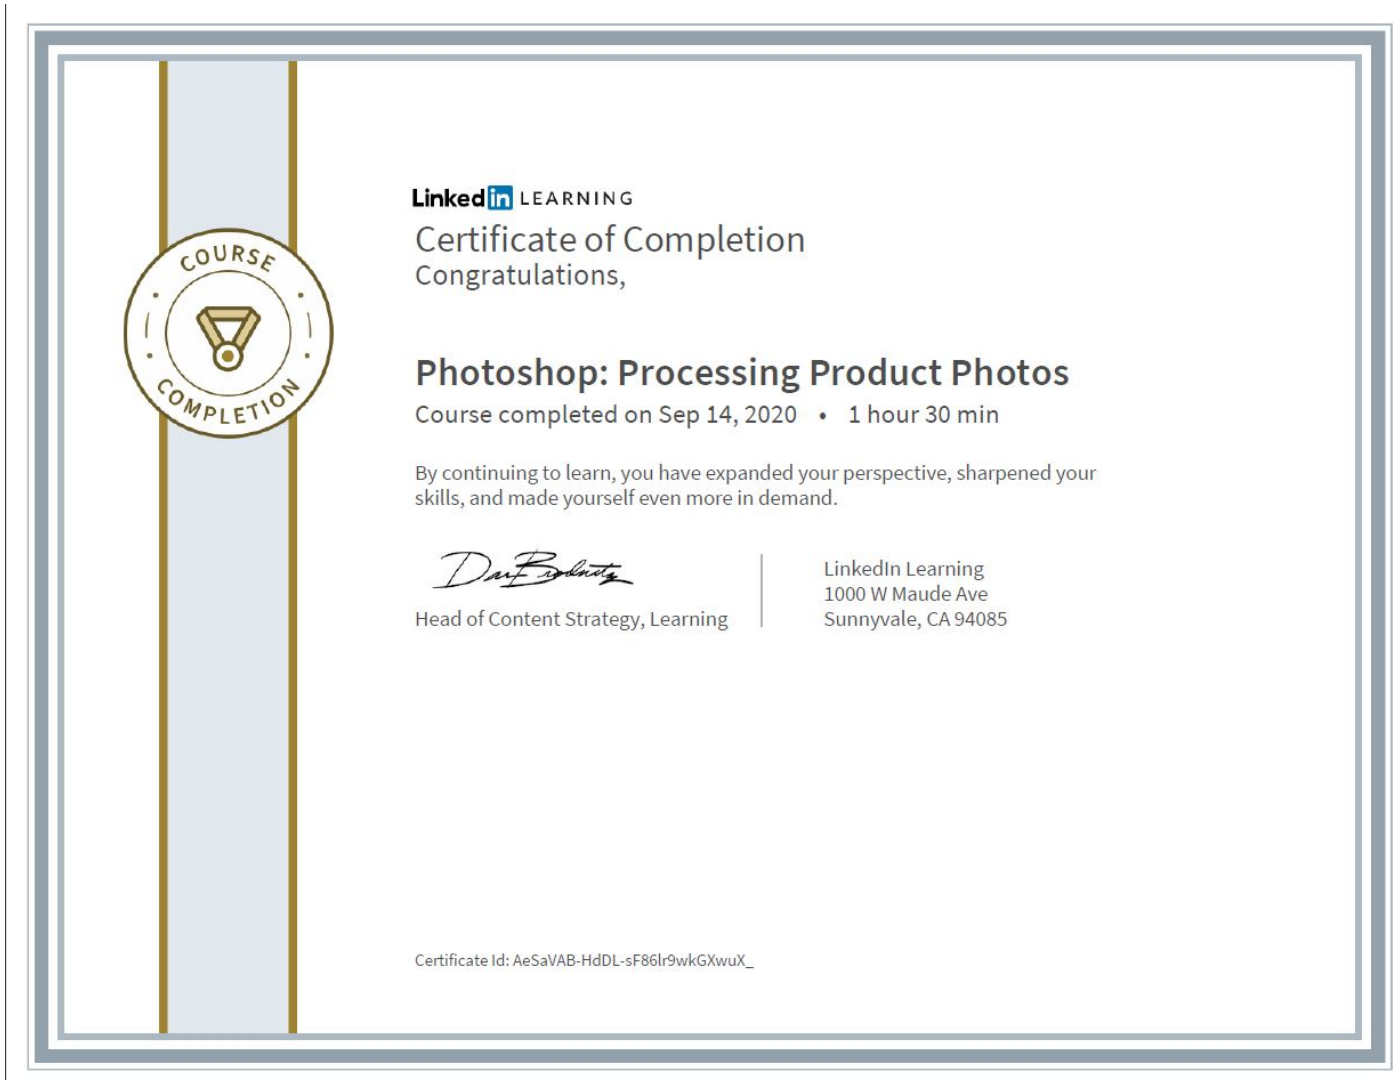 LinkedIn LEARNING
Certificate of Completion
Congratulations,
COURSE
COMPLETION
Photoshop: Processing Product Photos
Course completed on Sep 14, 2020 • 1 hour 30 min
By continuing to learn, you have expanded your perspective, sharpened your
skills, and made yourself even more in demand.
Head of Content Strategy, Learning
LinkedIn Learning
1000 W Maude Ave
Sunnyvale, CA 94085
Certificate Id: AeSaVAB-HdDL-sF86lr9wkGXwuX_